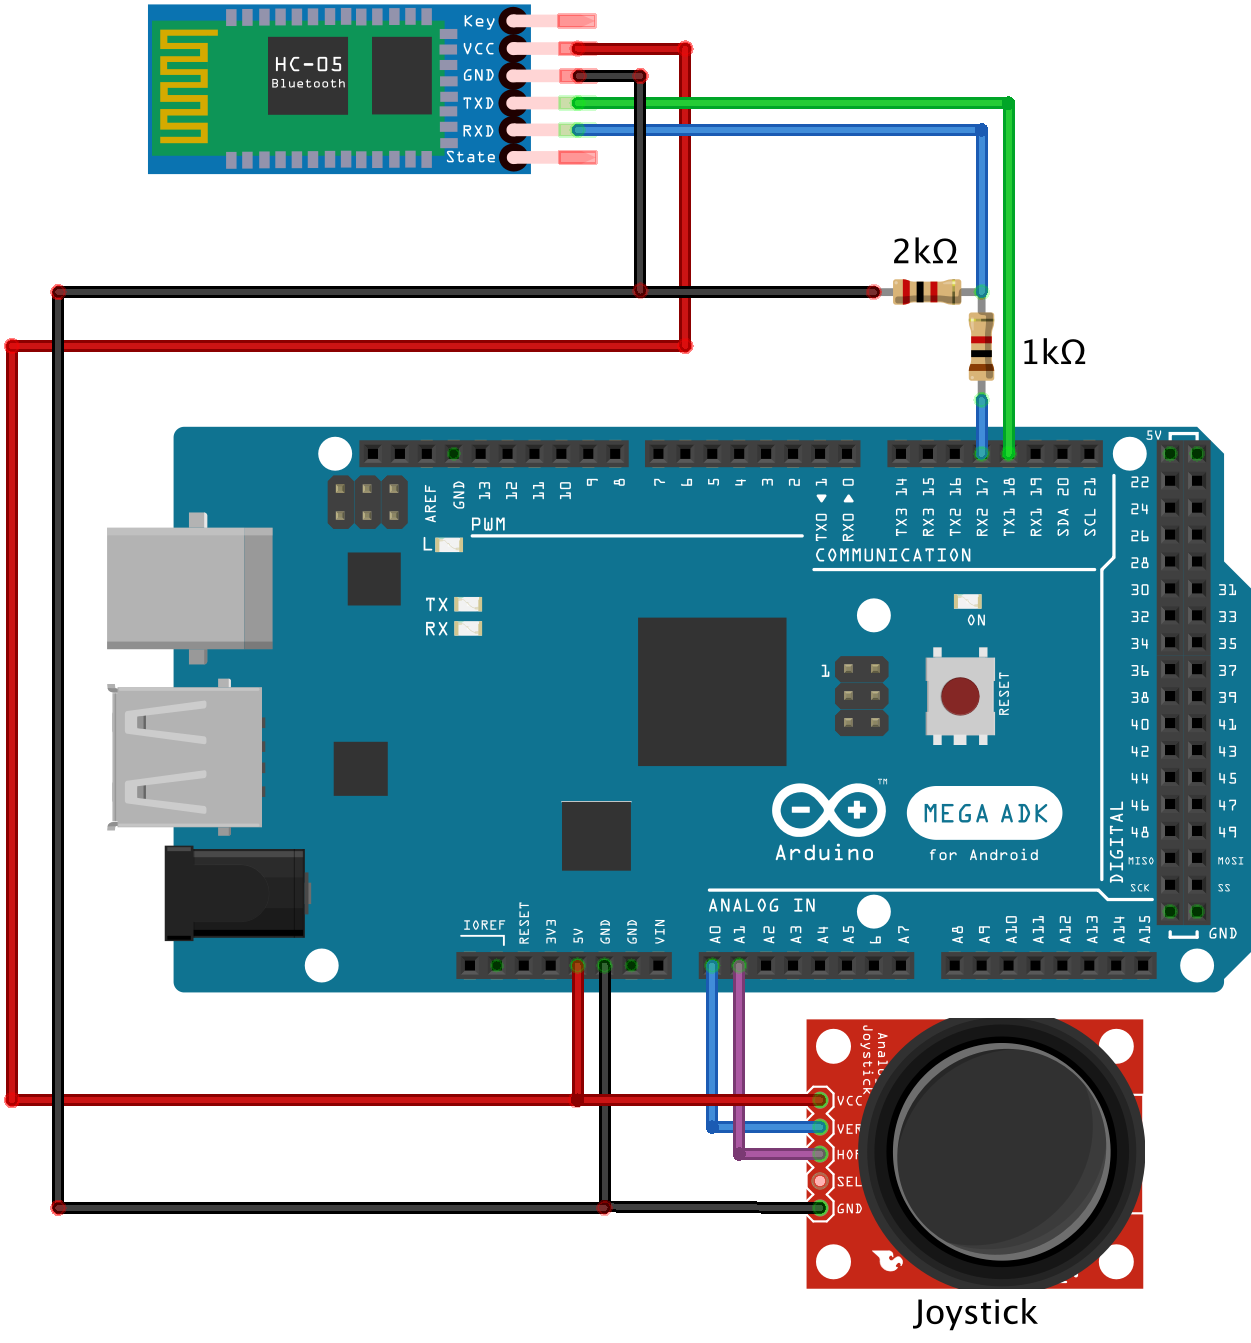 Key
VCC
GND
TXD
RXD
State
HC-05
Bluetooth
2kΩ
1kΩ
5V
AREF
GND
13
12
11
10
9
8
7
6
5
4
3
2
TX0 ◀ 1
RX0 ▶ 0
TX3 14
RX3 15
TX2 16
RX2 17
TX1 18
RX1 19
SDA 20
SCL 21
PWM
COMMUNICATION
L
TX
RX
ON
1
RESET
22
24
26
28
30 31
32 33
34 35
36 37
38 39
40 41
42 43
44 45
46 47
48 49
MISO MOSI
SCK SS
GND
DIGITAL
™
MEGA ADK
Arduino
for Android
ANALOG IN
IOREF
RESET
3V3
5V
GND
GND
VIN
A0
A1
A2
A3
A4
A5
6
A7
A8
A9
A10
A11
A12
A13
A14
A15
Joystick
VCC
SEL
GND
Joystick